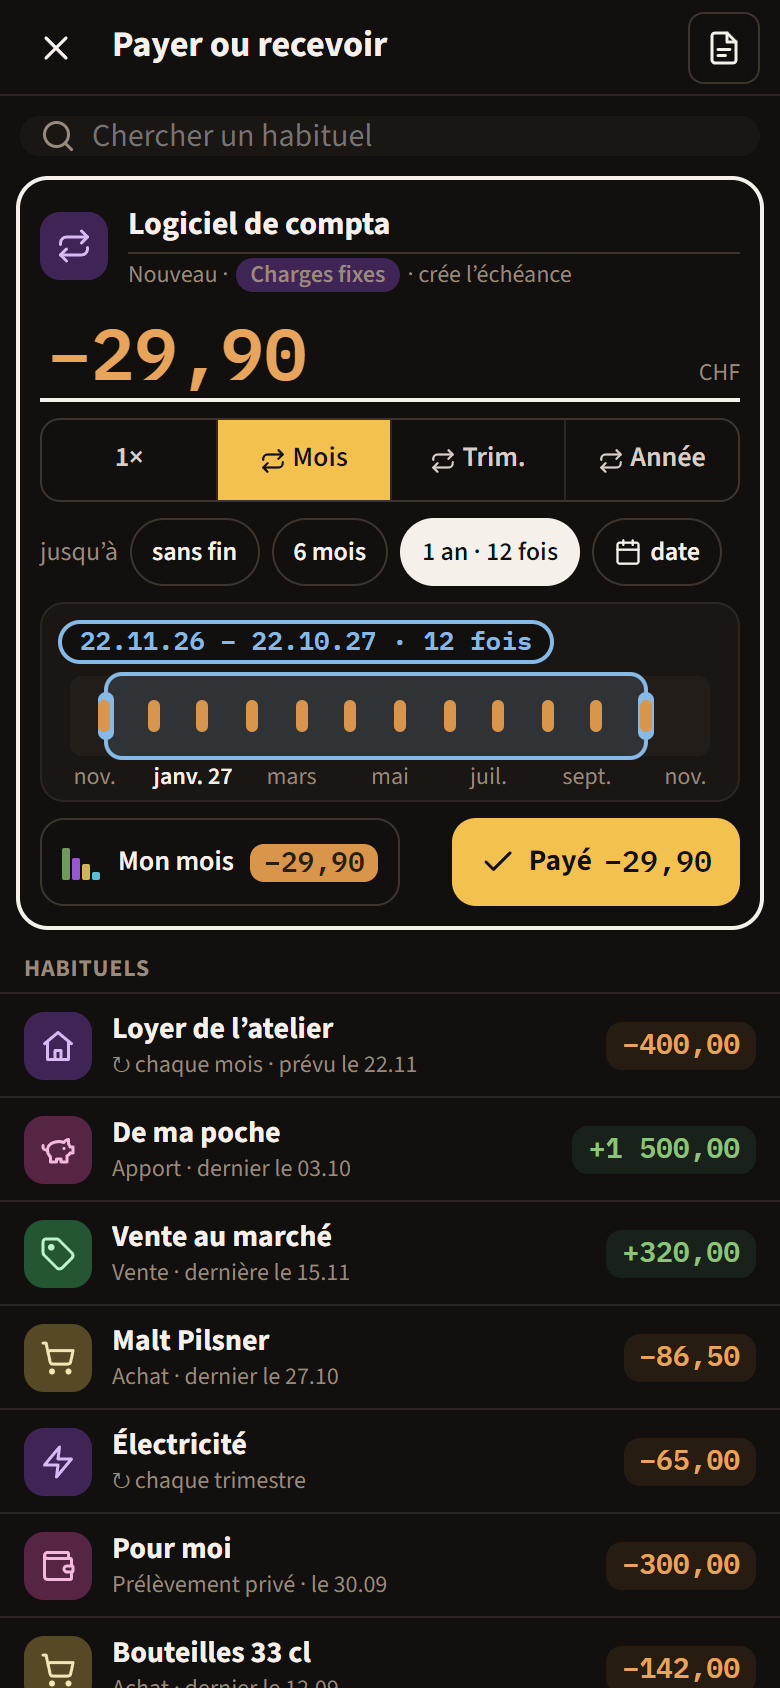 Payer ou recevoir
Chercher un habituel
Logiciel de compta
Nouveau · Charges fixes · crée l’échéance
−29,90 CHF
1× Mois Trim. Année
jusqu’à sans fin 6 mois 1 an · 12 fois date
22.11.26 – 22.10.27 · 12 fois
nov. janv. 27 mars mai juil. sept. nov.
Mon mois −29,90 Payé −29,90
HABITUELS
Loyer de l’atelier −400,00
↻ chaque mois · prévu le 22.11
De ma poche +1 500,00
Apport · dernier le 03.10
Vente au marché +320,00
Vente · dernière le 15.11
Malt Pilsner −86,50
Achat · dernier le 27.10
Électricité −65,00
↻ chaque trimestre
Pour moi −300,00
Prélèvement privé · le 30.09
Bouteilles 33 cl −142,00
Achat · dernier le 12.09